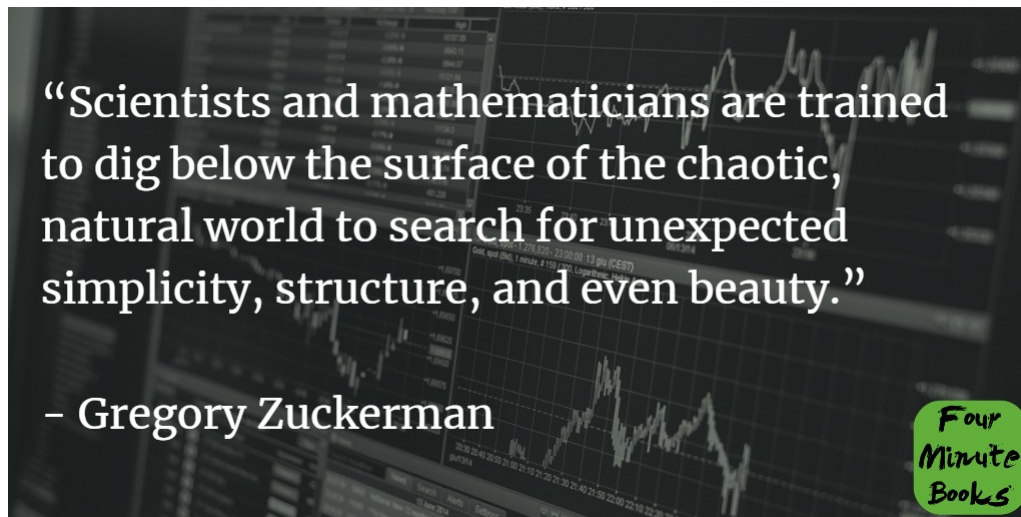 “Scientists and mathematicians are trained
to dig below the surface of the chaotic,
natural world to search for unexpected
simplicity, structure, and even beauty.”
- Gregory Zuckerman
Four
Minute
Books